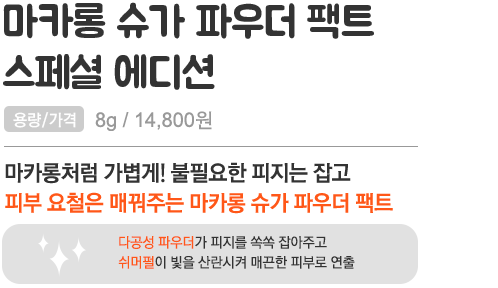 마카롱 슈가 파우더 팩트
스페셜 에디션
용량/가격 8g / 14,800원
마카롱처럼 가볍게! 불필요한 피지는 잡고
피부 요철은 매꿔주는 마카롱 슈가 파우더 팩트
다공성 파우더가 피지를 쏙쏙 잡아주고
쉬머펄이 빛을 산란시켜 매끈한 피부로 연출